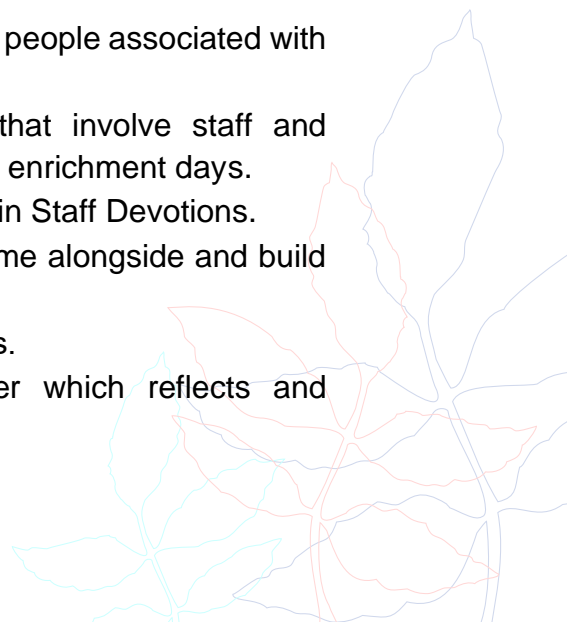 people associated with
that involve staff and
enrichment days.
in Staff Devotions.
me alongside and build
s.
er which reflects and